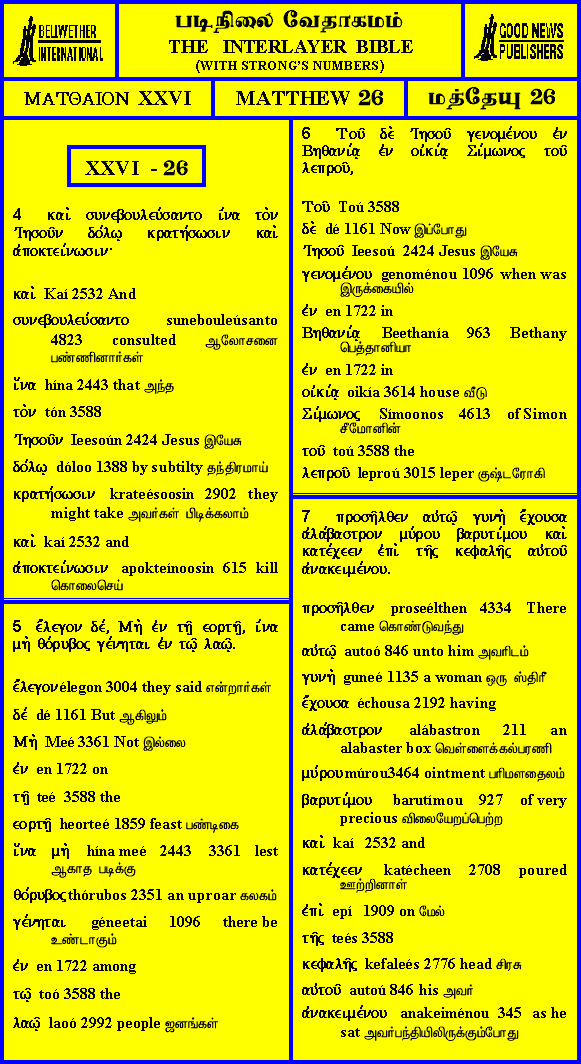 BELLWETHER
INTERNATIONAL
படிநிலை வேதாகமம்
THE INTERLAYER BIBLE
(WITH STRONG'S NUMBERS)
GOOD NEWS
PUBLISHERS
ΜΑΤΘΑΙΟΝ XXVI
MATTHEW 26
மத்தேயு 26
XXVI - 26
4 καὶ συνεβουλεύσαντο ἵνα τὸν
Ἰησοῦν δόλῳ κρατήσωσιν καὶ
ἀποκτείνωσιν·
καὶ Kaí 2532 And
συνεβουλεύσαντο sunebouleúsanto
4823 consulted ஆலோசனை
பண்ணினார்கள்
ἵνα hína 2443 that அந்த
τὸν tón 3588
Ἰησοῦν Ieesoún 2424 Jesus இயேசு
δόλῳ dóloo 1388 by subtilty தந்திரமாய்
κρατήσωσιν krateésoosin 2902 they
might take அவர்கள் பிடிக்கலாம்
καὶ kaí 2532 and
ἀποκτείνωσιν apokteínoosin 615 kill
கொலைசெய்
5 ἔλεγον δέ, Μὴ ἐν τῇ ἑορτῇ, ἵνα
μὴ θόρυβος γένηται ἐν τῷ λαῷ.
ἔλεγον élegon 3004 they said என்றார்கள்
δέ dé 1161 But ஆகிலும்
Μὴ Meé 3361 Not இல்லை
ἐν en 1722 on
τῇ teé 3588 the
ἑορτῇ heorteé 1859 feast பண்டிகை
ἵνα μὴ hína meé 2443 3361 lest
ஆகாத படிக்கு
θόρυβος thórubos 2351 an uproar கலகம்
γένηται géneetai 1096 there be
உண்டாகும்
ἐν en 1722 among
τῷ toó 3588 the
λαῷ laoó 2992 people ஜனங்கள்
6 Τοῦ δὲ Ἰησοῦ γενομένου ἐν
Βηθανίᾳ ἐν οἰκίᾳ Σίμωνος τοῦ
λεπροῦ,
Τοῦ Toú 3588
δὲ dé 1161 Now இப்போது
Ἰησοῦ Ieesoú 2424 Jesus இயேசு
γενομένου genoménou 1096 when was
இருக்கையில்
ἐν en 1722 in
Βηθανίᾳ Beethanía 963 Bethany
பெத்தானியா
ἐν en 1722 in
οἰκίᾳ oikía 3614 house வீடு
Σίμωνος Símoonos 4613 of Simon
சீமோனின்
τοῦ toú 3588 the
λεπροῦ leproú 3015 leper குஷ்டரோகி
7 προσῆλθεν αὐτῷ γυνὴ ἔχουσα
ἀλάβαστρον μύρου βαρυτίμου καὶ
κατέχεεν ἐπὶ τῆς κεφαλῆς αὐτοῦ
ἀνακειμένου.
προσῆλθεν proseélthen 4334 There
came கொண்டுவந்து
αὐτῷ autoó 846 unto him அவரிடம்
γυνὴ guneé 1135 a woman ஒரு ஸ்திரீ
ἔχουσα échousa 2192 having
ἀλάβαστρον alábastron 211 an
alabaster box வெள்ளைக்கல்பரணி
μύρου múrou3464 ointment பரிமளதைலம்
βαρυτίμου barutímou 927 of very
precious விலையேறப்பெற்ற
καὶ kaí 2532 and
κατέχεεν katécheen 2708 poured
ஊற்றினாள்
ἐπὶ epí 1909 on மேல்
τῆς teés 3588
κεφαλῆς kefaleés 2776 head சிரசு
αὐτοῦ autoú 846 his அவர்
ἀνακειμένου anakeiménou 345 as he
sat அவர்பந்தியிலிருக்கும்போது